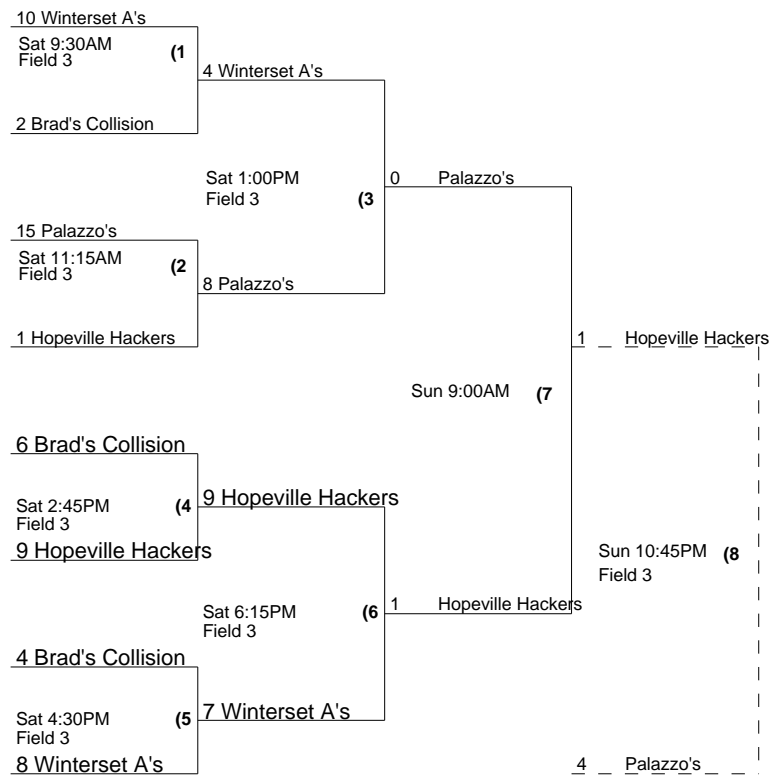 10 Winterset A's
Sat 9:30AM
Field 3
(1
4 Winterset A's
2 Brad's Collision
Sat 1:00PM
Field 3
(3
0 Palazzo's
15 Palazzo's
Sat 11:15AM
Field 3
(2
8 Palazzo's
1 Hopeville Hackers
1 Hopeville Hackers
Sun 9:00AM
(7
6 Brad's Collision
Sat 2:45PM
Field 3
(4
9 Hopeville Hackers
9 Hopeville Hackers
Sun 10:45PM
Field 3
(8
Sat 6:15PM
Field 3
(6
1 Hopeville Hackers
4 Brad's Collision
Sat 4:30PM
Field 3
(5
7 Winterset A's
8 Winterset A's
4 Palazzo's